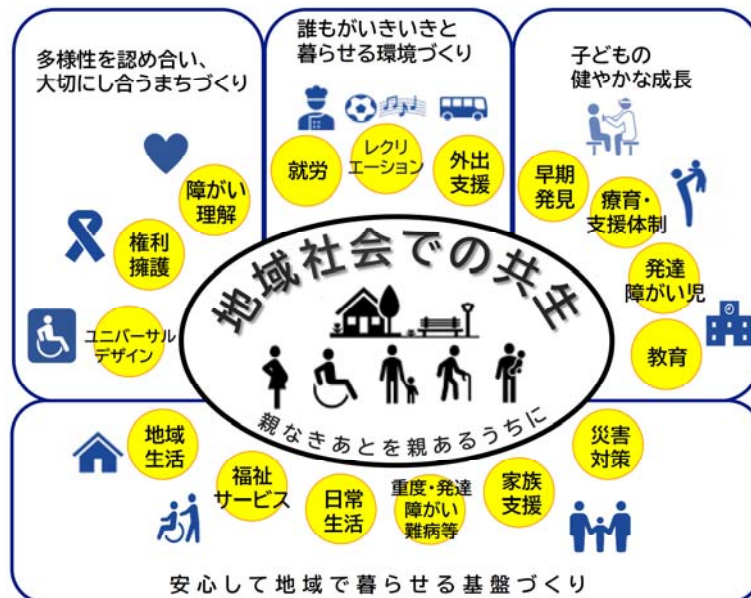 多様性を認め合い、
大切にし合うまちづくり
障がい
理解
権利
擁護
ユニバーサル
デザイン
誰もがいきいきと
暮らせる環境づくり
就労
レクリ
エーション
外出
支援
子どもの
健やかな成長
早期
発見
療育・
支援体制
発達
障がい児
教育
地域社会での共生
親なきあとを親あるうちに
地域
生活
福祉
サービス
日常
生活
重度・発達
障がい
難病等
家族
支援
災害
対策
安心して地域で暮らせる基盤づくり